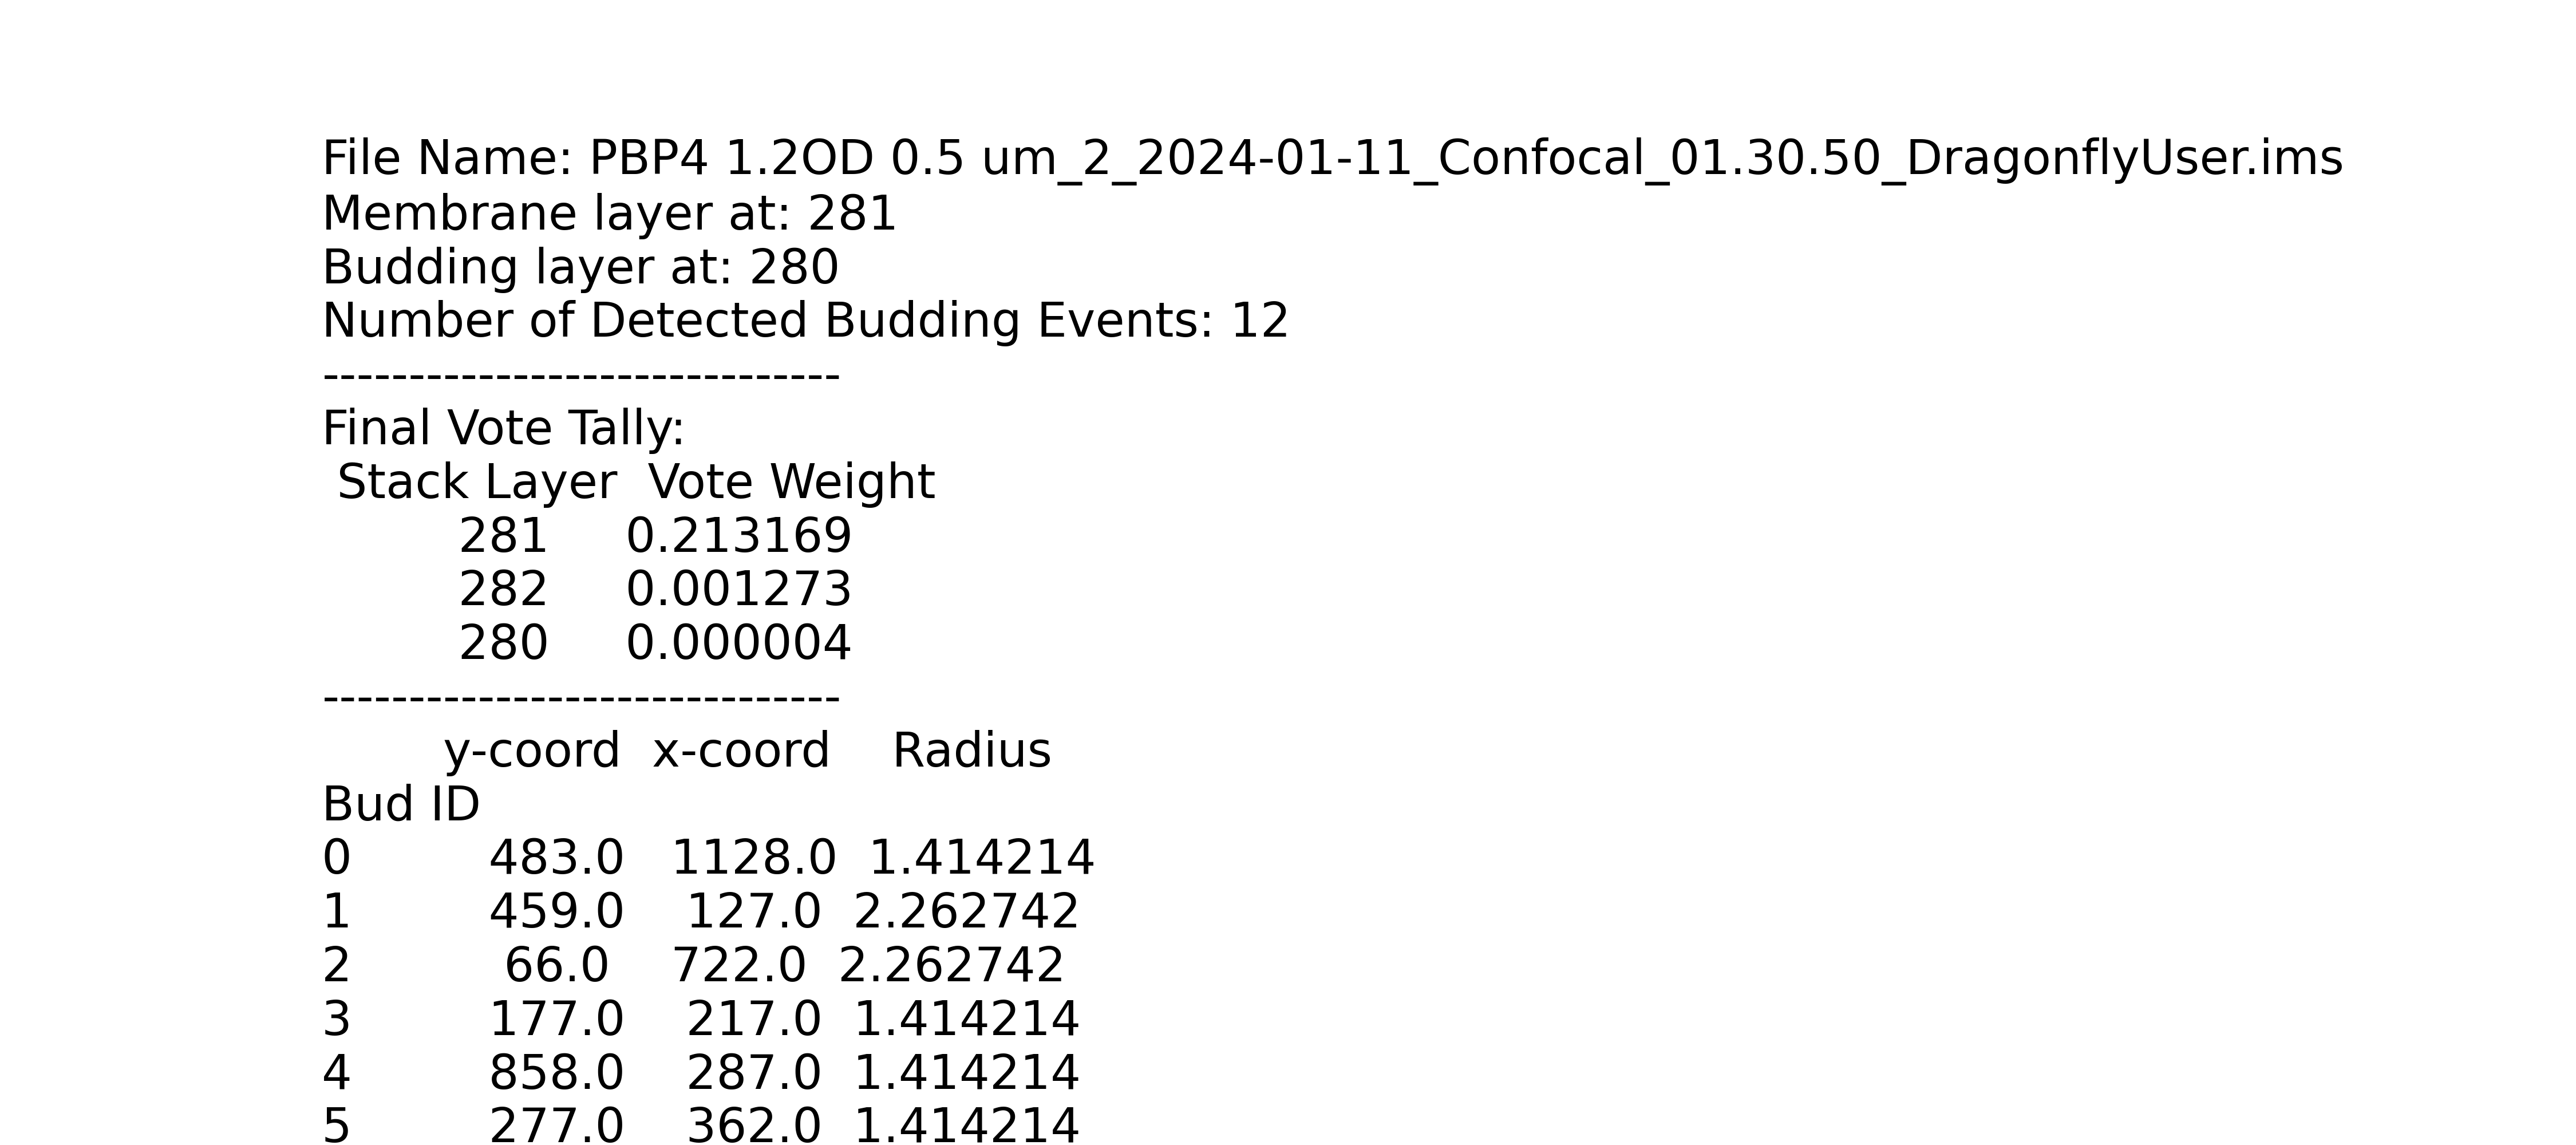 File Name: PBP4 1.2OD 0.5 um_2_2024-01-11_Confocal_01.30.50_DragonflyUser.ims
Membrane layer at: 281
Budding layer at: 280
Number of Detected Budding Events: 12
------------------------------
Final Vote Tally:
Stack Layer  Vote Weight
281     0.213169
282     0.001273
280     0.000004
------------------------------
y-coord  x-coord    Radius
Bud ID
0         483.0   1128.0  1.414214
1         459.0    127.0  2.262742
2          66.0    722.0  2.262742
3         177.0    217.0  1.414214
4         858.0    287.0  1.414214
5         277.0    362.0  1.414214